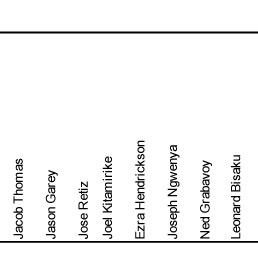 Jacob Thomas
Jason Garey
Jose Retiz
Joel Kitamirike
Ezra Hendrickson
Joseph Ngwenya
Ned Grabavoy
Leonard Bisaku